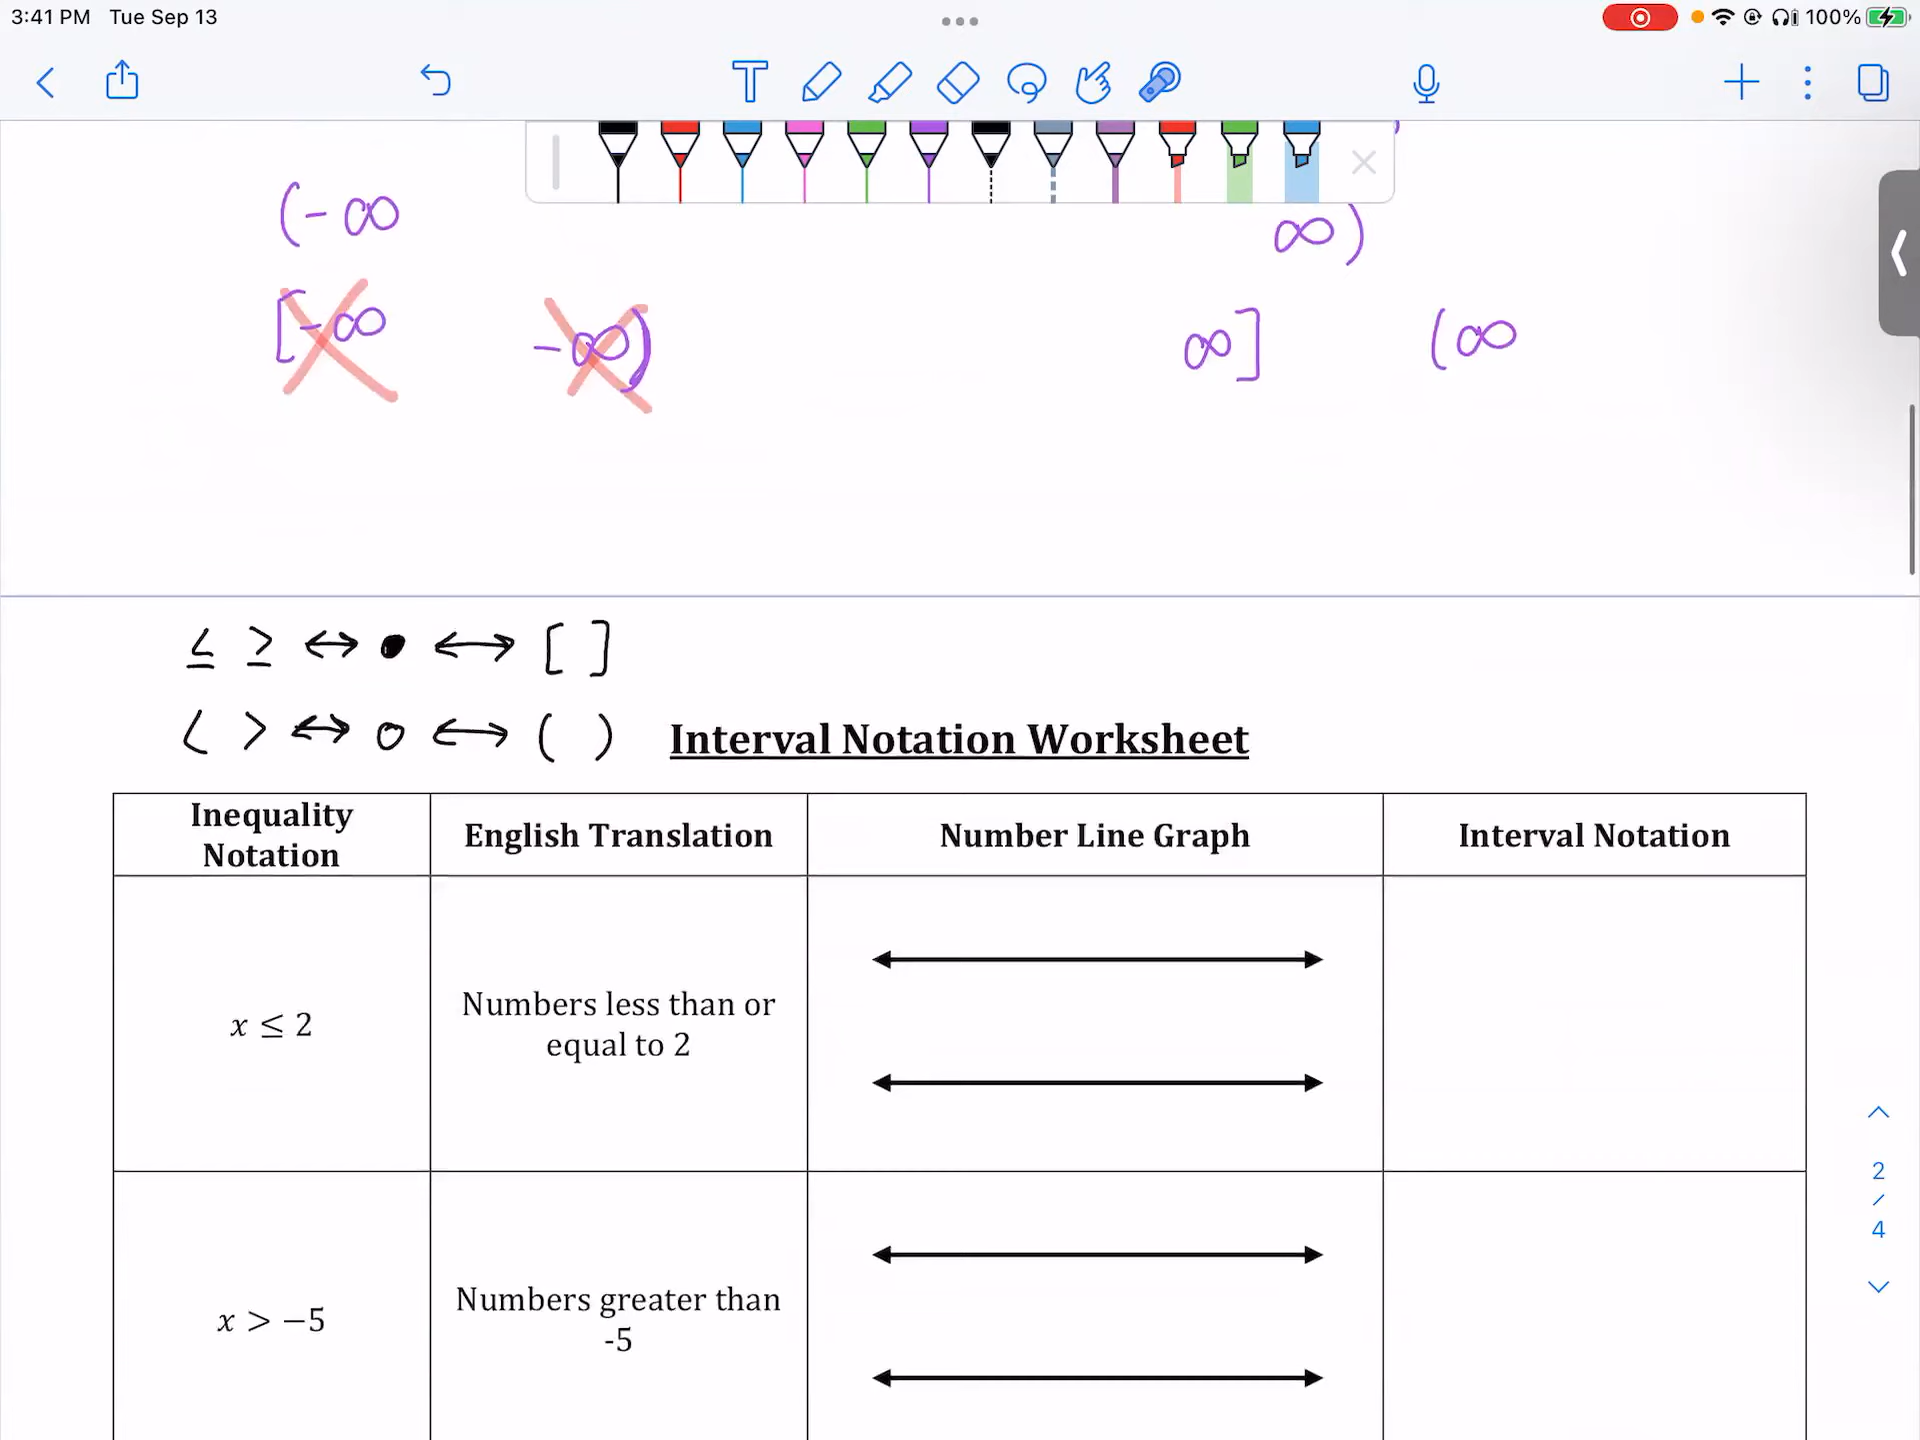 3:41 PM Tue Sep 13
100%
T
(-∞
∞)
[-∞ -∞) ∞] (∞
≤ ≥ ↔ ● ↔ [ ]
< > ↔ ○ ↔ ( )
Interval Notation Worksheet
Inequality Notation English Translation Number Line Graph Interval Notation
x ≤ 2
Numbers less than or
equal to 2
x > −5
Numbers greater than
-5
2
/
4